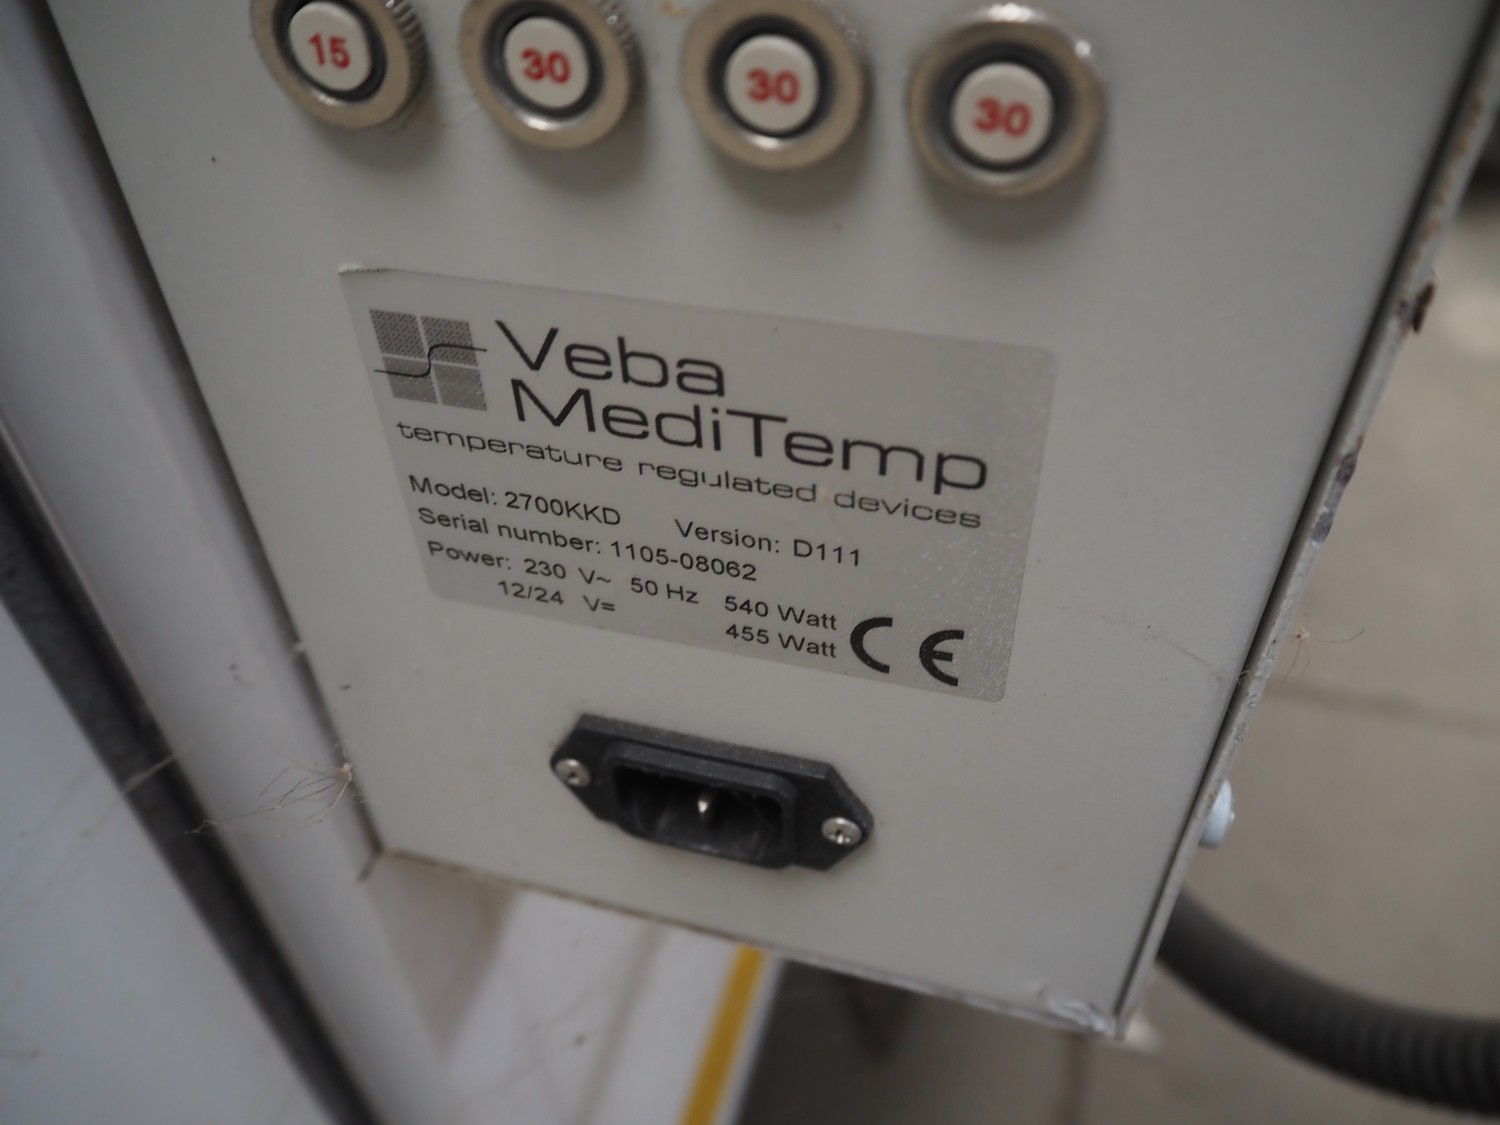 15 30 30 30
Veba
MediTemp
temperature regulated devices
Model: 2700KKD Version: D111
Serial number: 1105-08062
Power: 230 V~ 50 Hz 540 Watt
12/24 V= 455 Watt
CE